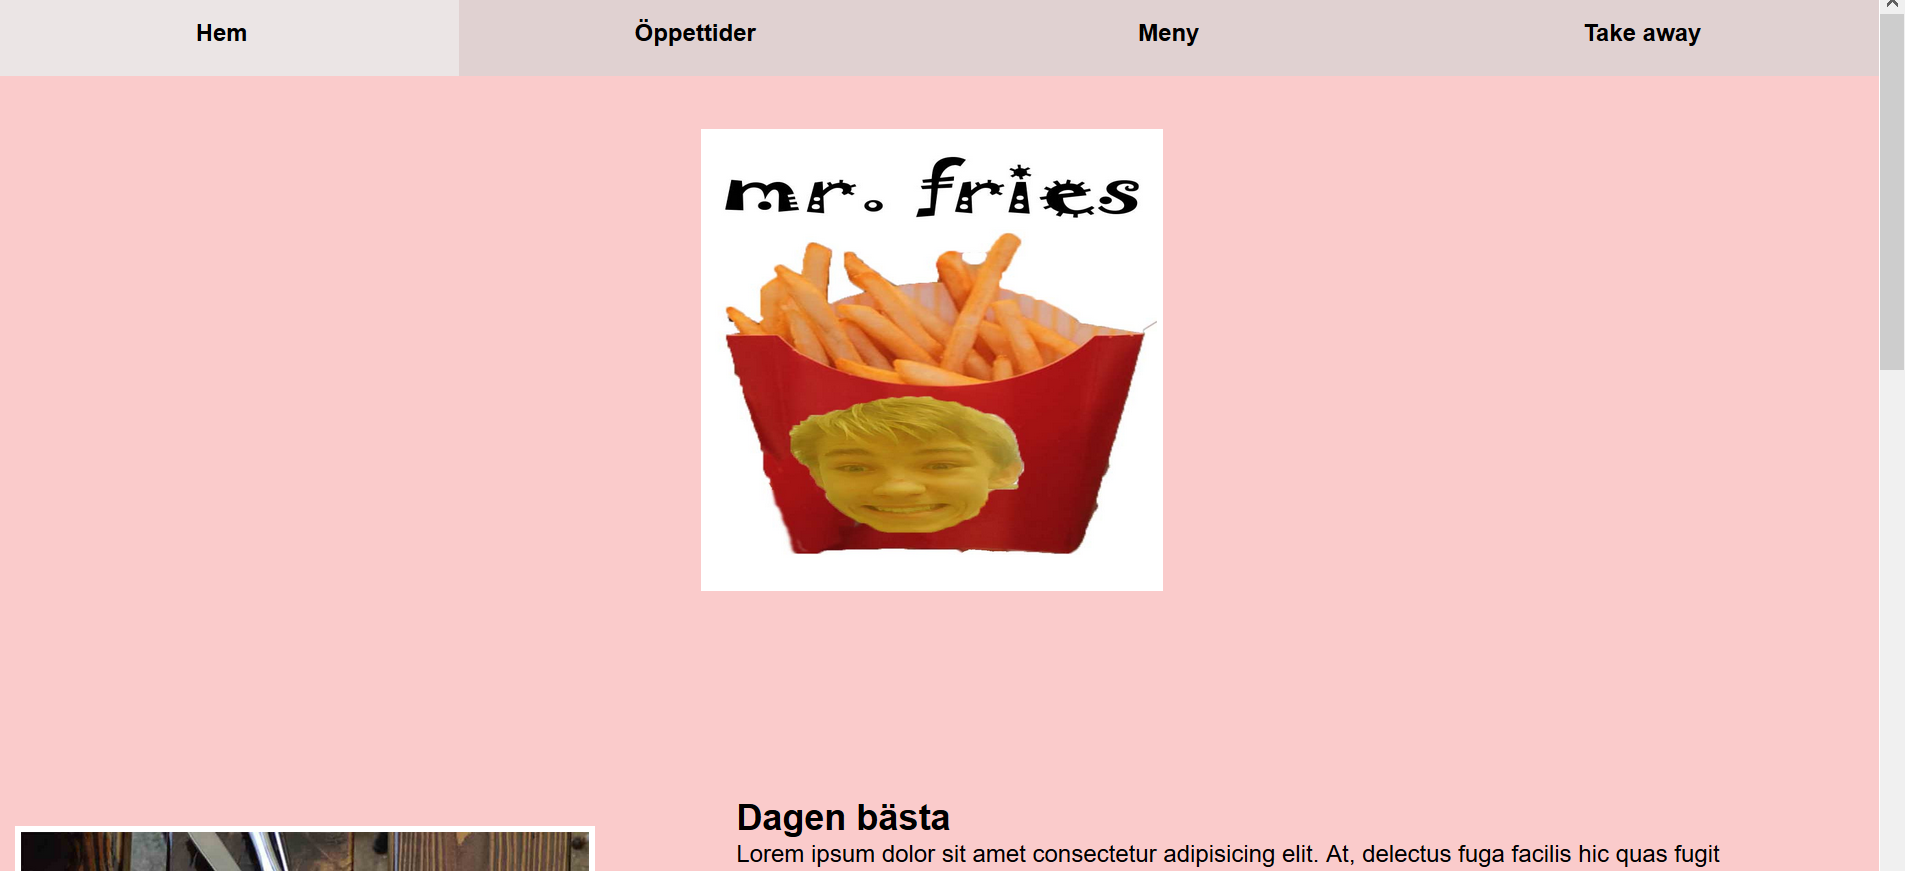 Hem
Öppettider
Meny
Take away
mr. fries
Dagen bästa
Lorem ipsum dolor sit amet consectetur adipisicing elit. At, delectus fuga facilis hic quas fugit